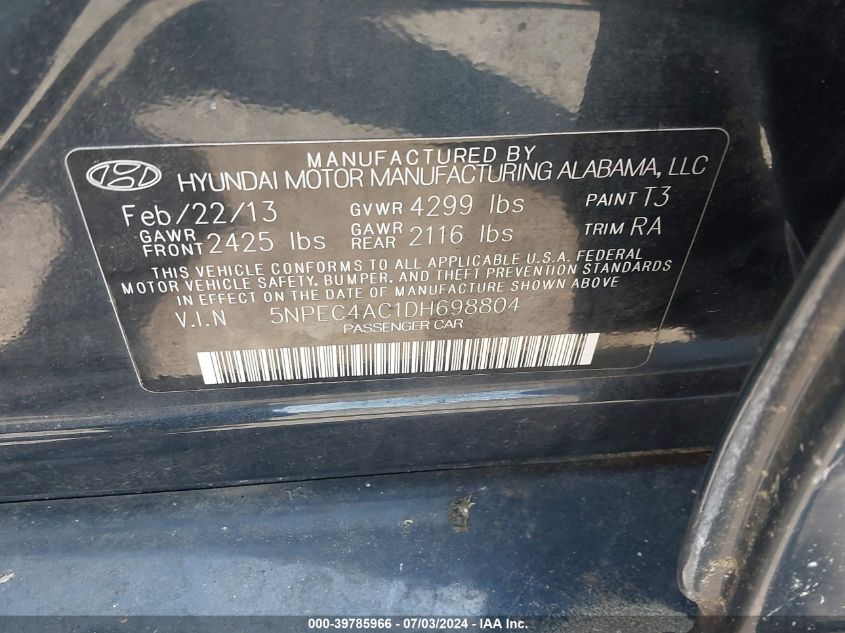 MANUFACTURED BY
HYUNDAI MOTOR MANUFACTURING ALABAMA, LLC
Feb/22/13 GVWR 4299 lbs PAINT T3
GAWR FRONT 2425 lbs GAWR REAR 2116 lbs TRIM RA
THIS VEHICLE CONFORMS TO ALL APPLICABLE U.S.A. FEDERAL
MOTOR VEHICLE SAFETY, BUMPER, AND THEFT PREVENTION STANDARDS
IN EFFECT ON THE DATE OF MANUFACTURE SHOWN ABOVE
V.I.N 5NPEC4AC1DH698804
PASSENGER CAR
000-39785966 - 07/03/2024 - IAA Inc.